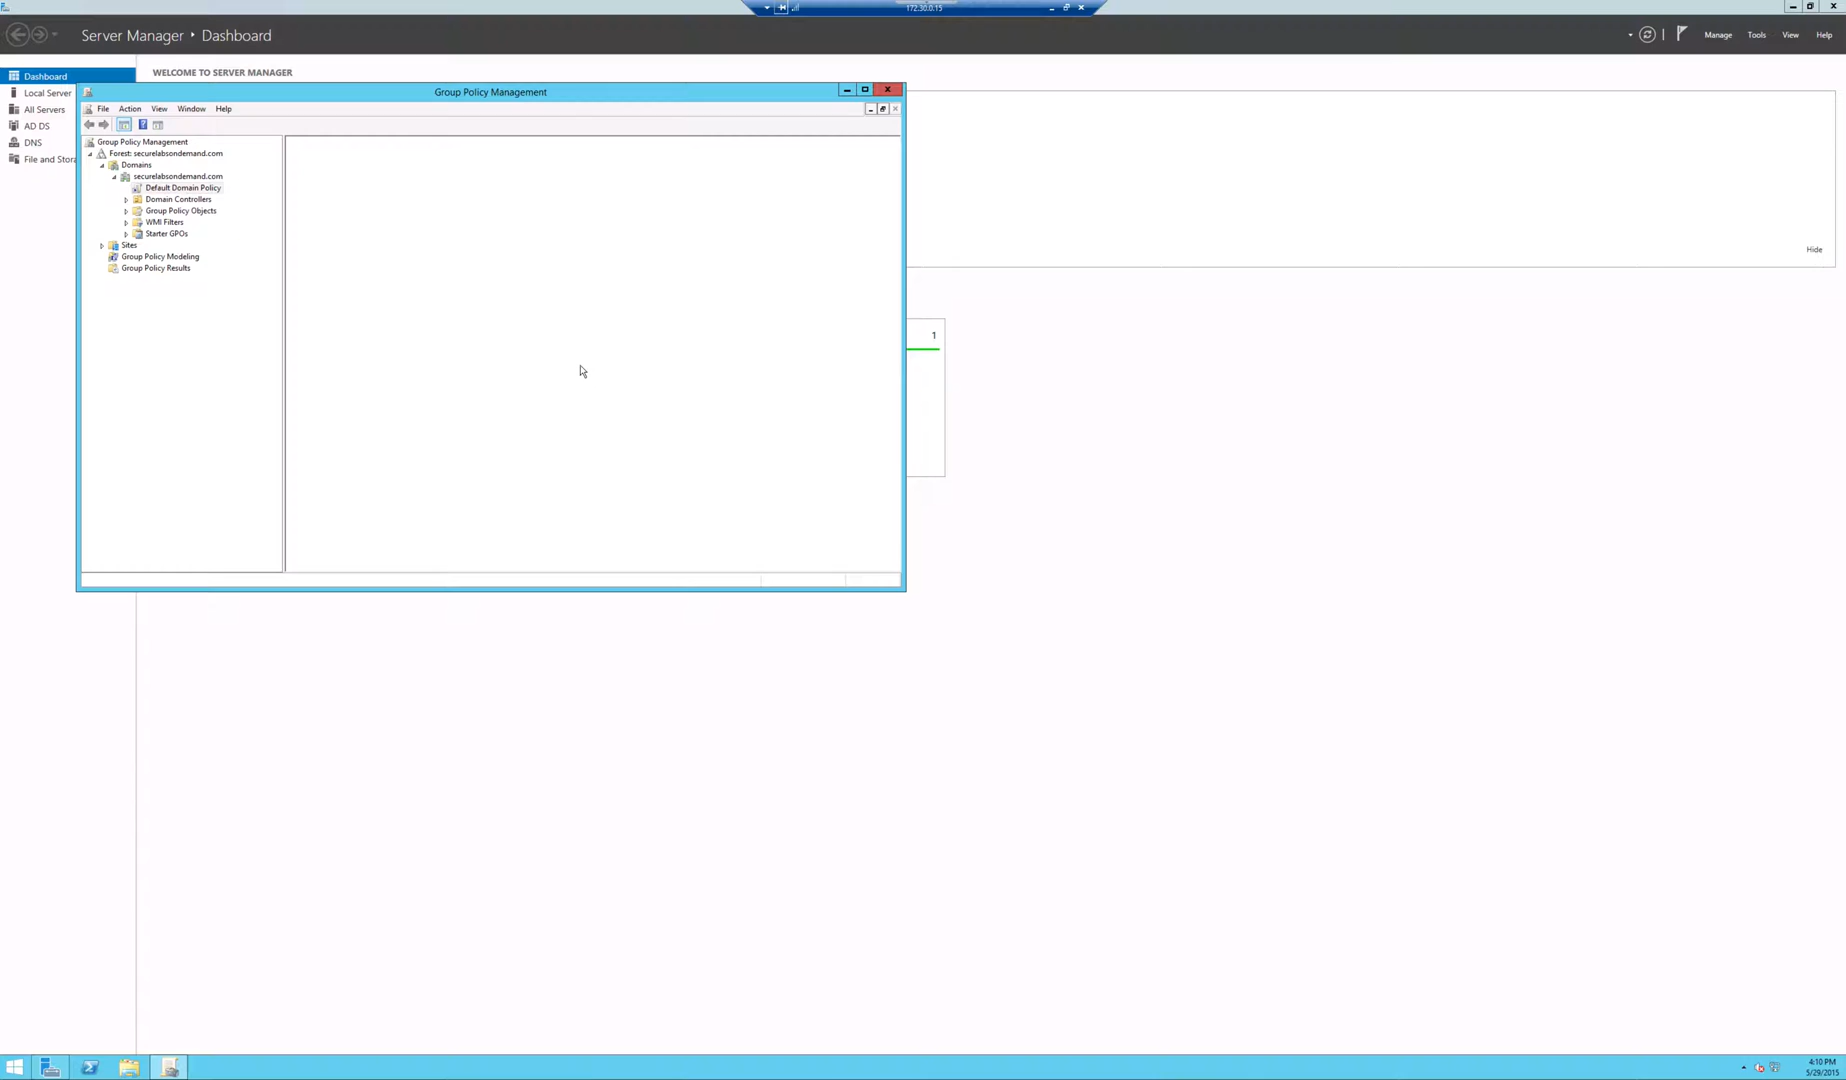 172.30.0.15
Server Manager ‣ Dashboard
Manage Tools View Help
Dashboard
Local Server
All Servers
AD DS
DNS
File and Stora
WELCOME TO SERVER MANAGER
Group Policy Management
File Action View Window Help
Group Policy Management
Forest: securelabsondemand.com
Domains
securelabsondemand.com
Default Domain Policy
Domain Controllers
Group Policy Objects
WMI Filters
Starter GPOs
Sites
Group Policy Modeling
Group Policy Results
Hide
1
4:10 PM
5/29/2015